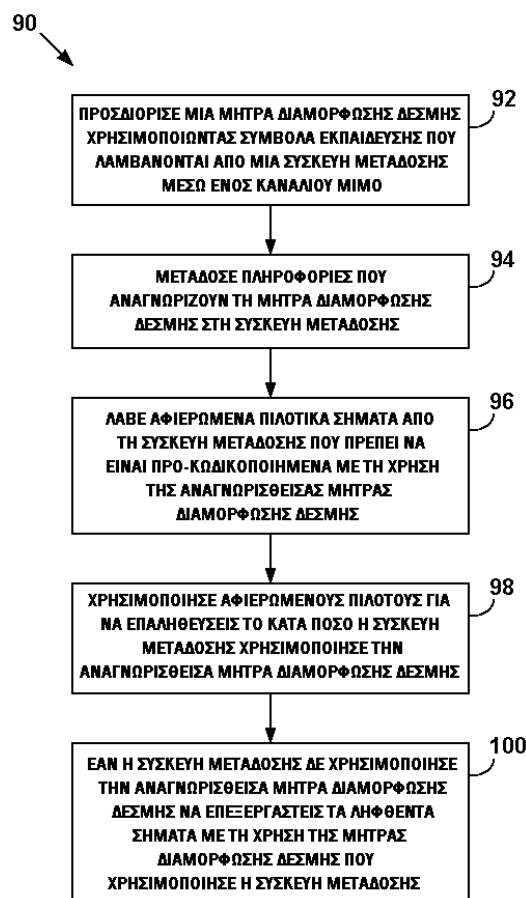 90
ΠΡΟΣΔΙΟΡΙΣΕ ΜΙΑ ΜΗΤΡΑ ΔΙΑΜΟΡΦΩΣΗΣ ΔΕΣΜΗΣ
ΧΡΗΣΙΜΟΠΟΙΩΝΤΑΣ ΣΥΜΒΟΛΑ ΕΚΠΑΙΔΕΥΣΗΣ ΠΟΥ
ΛΑΜΒΑΝΟΝΤΑΙ ΑΠΟ ΜΙΑ ΣΥΣΚΕΥΗ ΜΕΤΑΔΟΣΗΣ
ΜΕΣΩ ΕΝΟΣ ΚΑΝΑΛΙΟΥ ΜΙΜΟ
92
ΜΕΤΑΔΟΣΕ ΠΛΗΡΟΦΟΡΙΕΣ ΠΟΥ
ΑΝΑΓΝΩΡΙΖΟΥΝ ΤΗ ΜΗΤΡΑ ΔΙΑΜΟΡΦΩΣΗΣ
ΔΕΣΜΗΣ ΣΤΗ ΣΥΣΚΕΥΗ ΜΕΤΑΔΟΣΗΣ
94
ΛΑΒΕ ΑΦΙΕΡΩΜΕΝΑ ΠΙΛΟΤΙΚΑ ΣΗΜΑΤΑ ΑΠΟ
ΤΗ ΣΥΣΚΕΥΗ ΜΕΤΑΔΟΣΗΣ ΠΟΥ ΠΡΕΠΕΙ ΝΑ
ΕΙΝΑΙ ΠΡΟ-ΚΩΔΙΚΟΠΟΙΗΜΕΝΑ ΜΕ ΤΗ ΧΡΗΣΗ
ΤΗΣ ΑΝΑΓΝΩΡΙΣΘΕΙΣΑΣ ΜΗΤΡΑΣ
ΔΙΑΜΟΡΦΩΣΗΣ ΔΕΣΜΗΣ
96
ΧΡΗΣΙΜΟΠΟΙΗΣΕ ΑΦΙΕΡΩΜΕΝΟΥΣ ΠΙΛΟΤΟΥΣ ΓΙΑ
ΝΑ ΕΠΑΛΗΘΕΥΣΕΙΣ ΤΟ ΚΑΤΑ ΠΟΣΟ Η ΣΥΣΚΕΥΗ
ΜΕΤΑΔΟΣΗΣ ΧΡΗΣΙΜΟΠΟΙΗΣΕ ΤΗΝ
ΑΝΑΓΝΩΡΙΣΘΕΙΣΑ ΜΗΤΡΑ ΔΙΑΜΟΡΦΩΣΗΣ ΔΕΣΜΗΣ
98
ΕΑΝ Η ΣΥΣΚΕΥΗ ΜΕΤΑΔΟΣΗΣ ΔΕ ΧΡΗΣΙΜΟΠΟΙΗΣΕ
ΤΗΝ ΑΝΑΓΝΩΡΙΣΘΕΙΣΑ ΜΗΤΡΑ ΔΙΑΜΟΡΦΩΣΗΣ
ΔΕΣΜΗΣ ΝΑ ΕΠΕΞΕΡΓΑΣΤΕΙΣ ΤΑ ΛΗΦΘΕΝΤΑ
ΣΗΜΑΤΑ ΜΕ ΤΗ ΧΡΗΣΗ ΤΗΣ ΜΗΤΡΑΣ
ΔΙΑΜΟΡΦΩΣΗΣ ΔΕΣΜΗΣ ΠΟΥ
ΧΡΗΣΙΜΟΠΟΙΗΣΕ Η ΣΥΣΚΕΥΗ ΜΕΤΑΔΟΣΗΣ
100